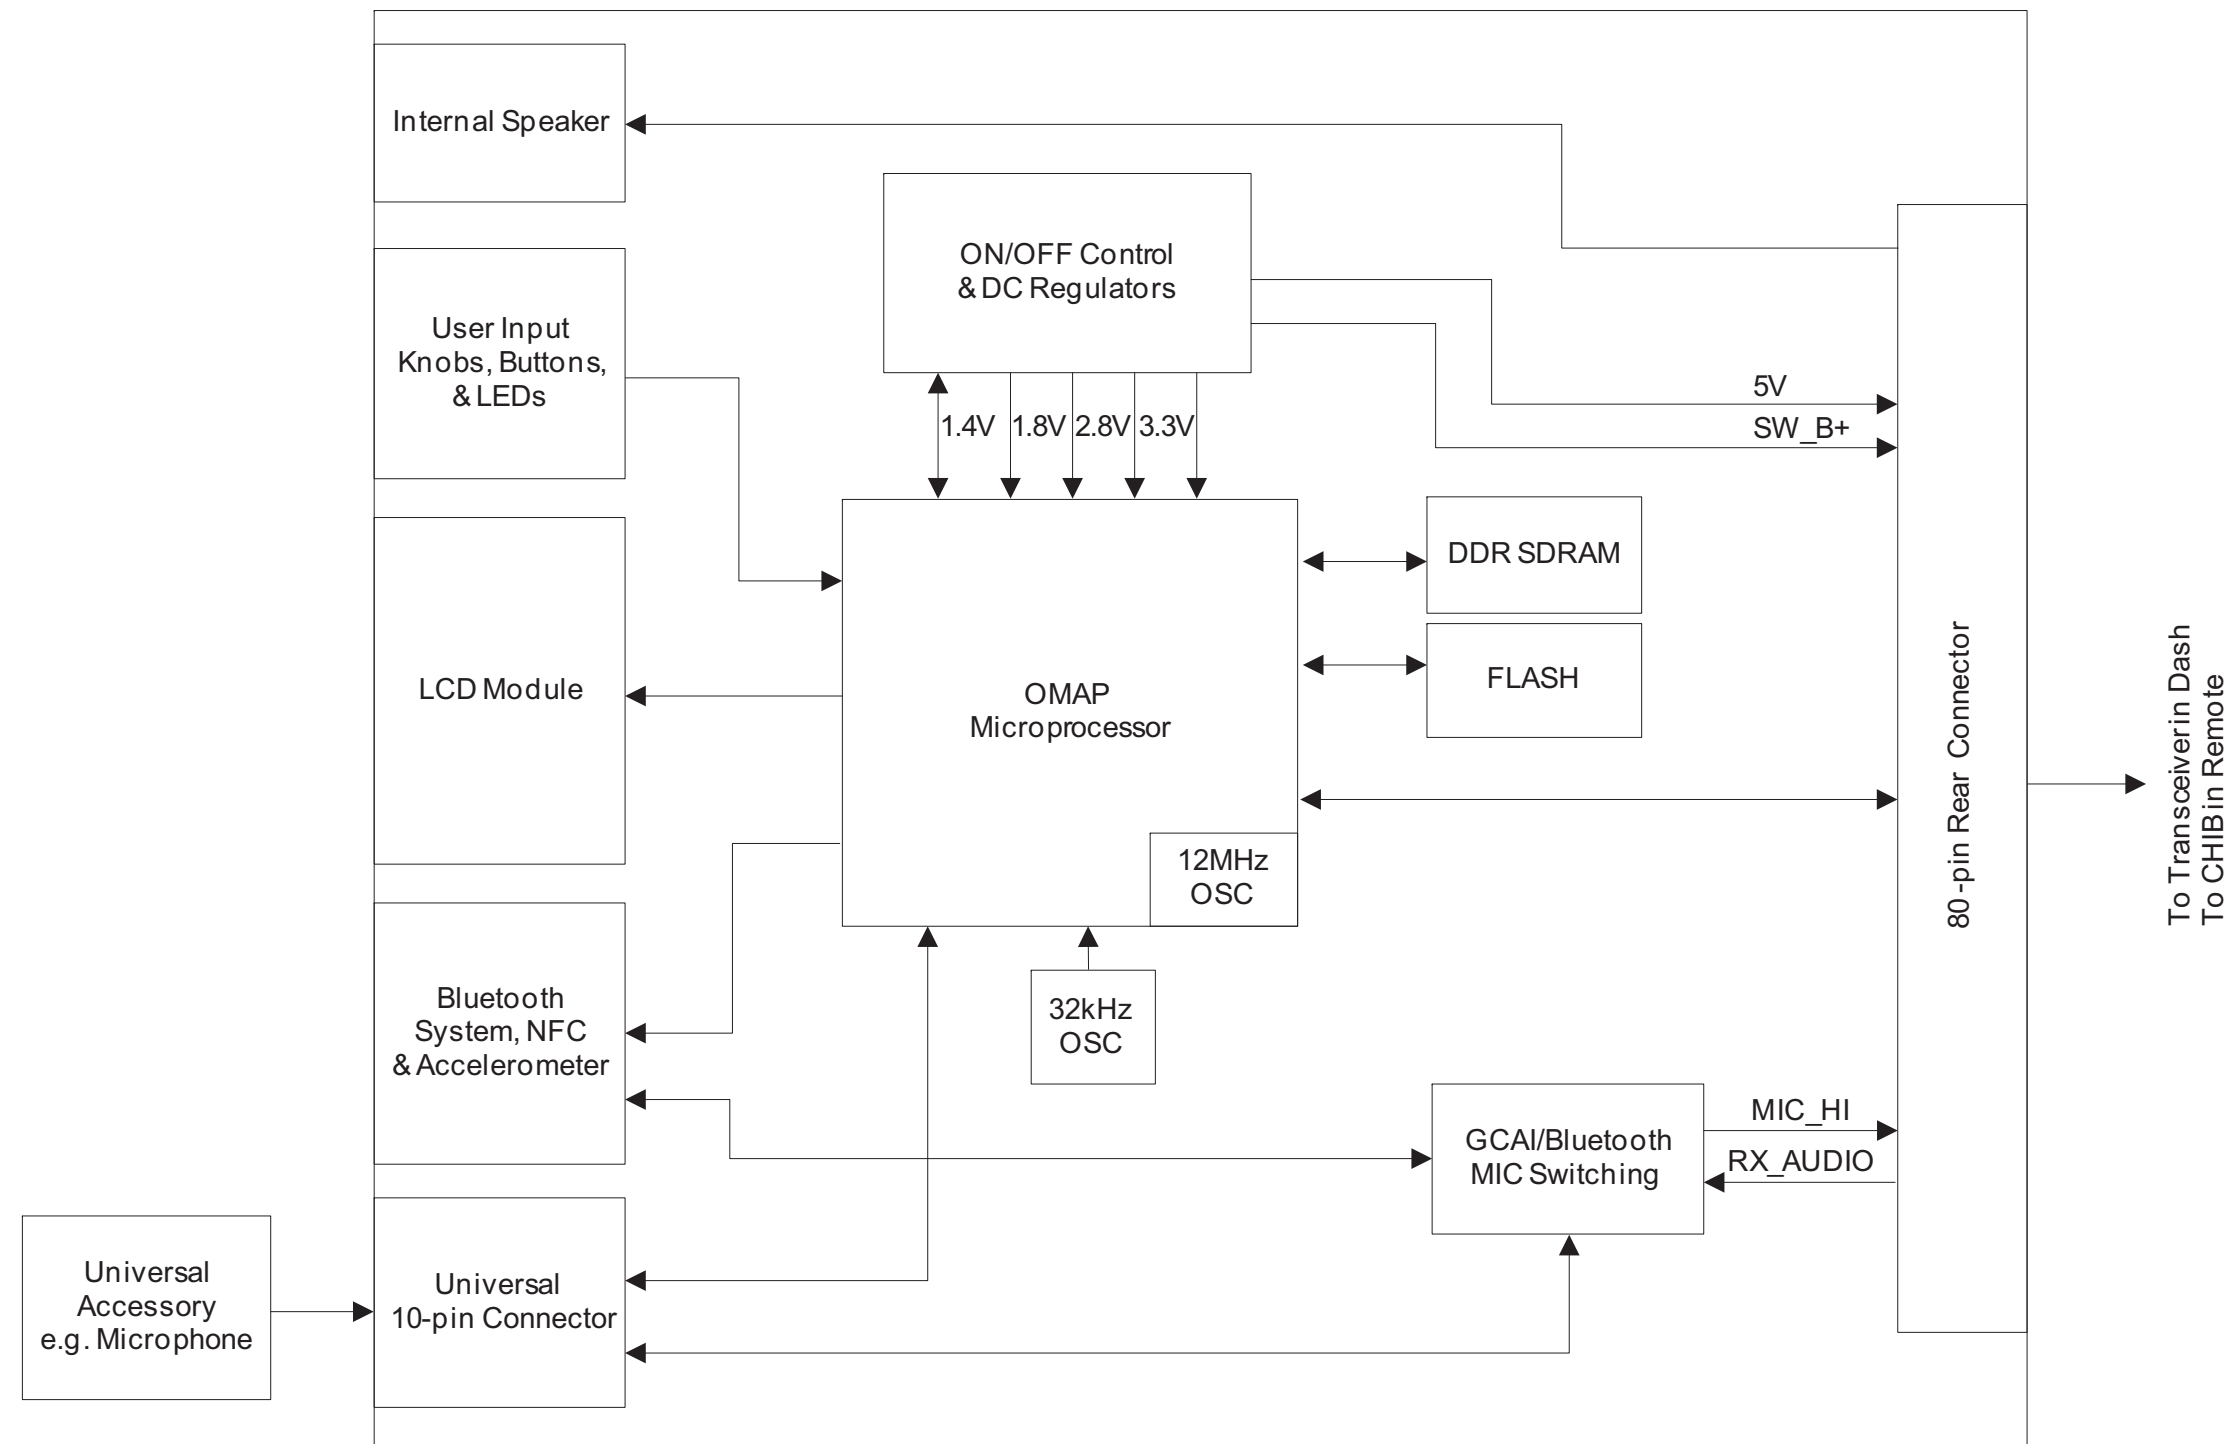 Internal Speaker
ON/OFF Control
& DC Regulators
User Input
Knobs, Buttons,
& LEDs
5V
SW_B+
1.4V
1.8V
2.8V
3.3V
DDR SDRAM
FLASH
LCD Module
OMAP
Microprocessor
12MHz
OSC
80-pin Rear Connector
To Transceiver in Dash
To CHIB in Remote
Bluetooth
System, NFC
& Accelerometer
32kHz
OSC
GCAI/Bluetooth
MIC Switching
MIC_HI
RX_AUDIO
Universal
Accessory
e.g. Microphone
Universal
10-pin Connector